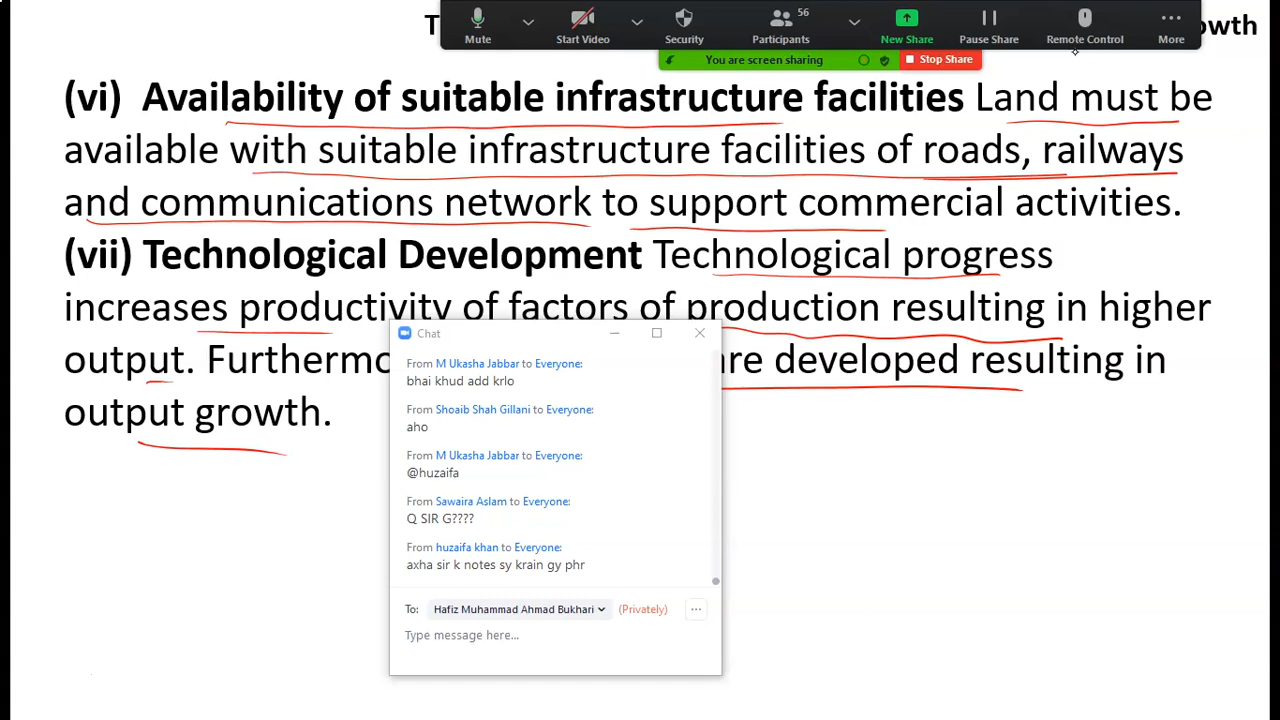 T
owth
Mute
Start Video
Security
56
Participants
New Share
Pause Share
Remote Control
More
You are screen sharing
Stop Share
(vi) Availability of suitable infrastructure facilities Land must be
available with suitable infrastructure facilities of roads, railways
and communications network to support commercial activities.
(vii) Technological Development Technological progress
increases productivity of factors of production resulting in higher
output. Furthermo are developed resulting in
output growth.
Chat
From M Ukasha Jabbar to Everyone:
bhai khud add krlo
From Shoaib Shah Gillani to Everyone:
aho
From M Ukasha Jabbar to Everyone:
@huzaifa
From Sawaira Aslam to Everyone:
Q SIR G????
From huzaifa khan to Everyone:
axha sir k notes sy krain gy phr
To: Hafiz Muhammad Ahmad Bukhari (Privately)
Type message here...